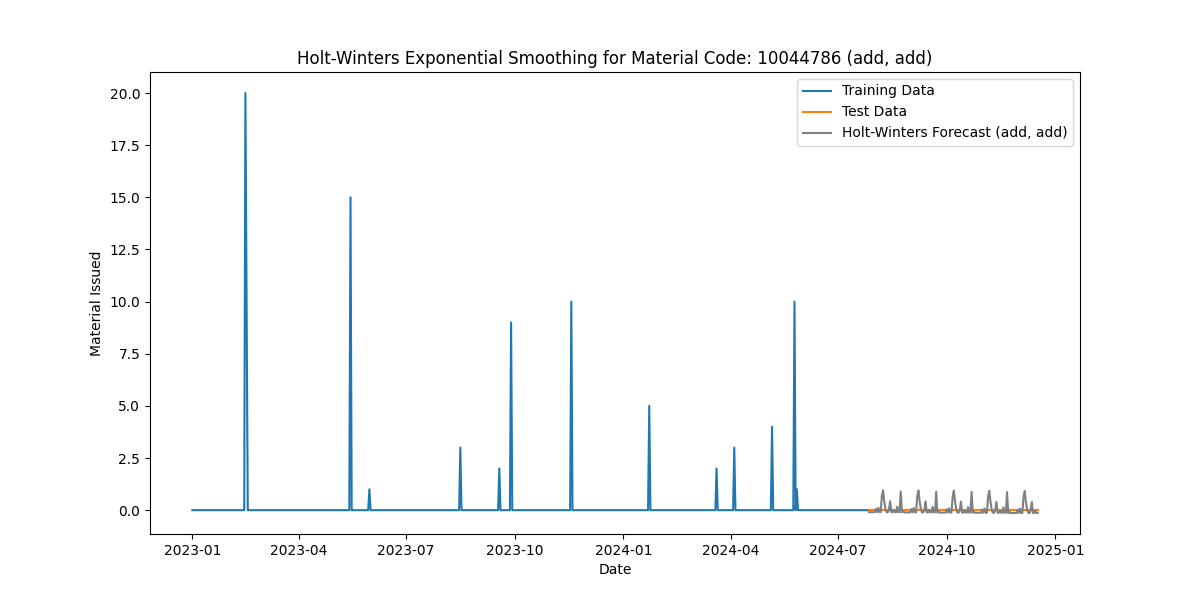 Holt-Winters Exponential Smoothing for Material Code: 10044786 (add, add)
Training Data
Test Data
Holt-Winters Forecast (add, add)
Material Issued
20.0
17.5
15.0
12.5
10.0
7.5
5.0
2.5
0.0
2023-01 2023-04 2023-07 2023-10 2024-01 2024-04 2024-07 2024-10 2025-01
Date